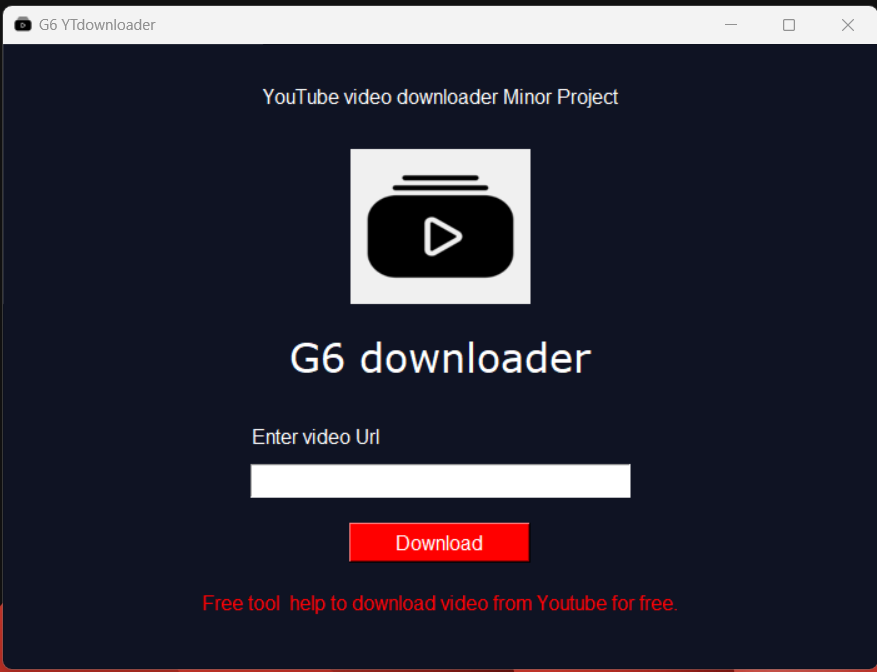 G6 YTdownloader
YouTube video downloader Minor Project
G6 downloader
Enter video Url
Download
Free tool  help to download video from Youtube for free.